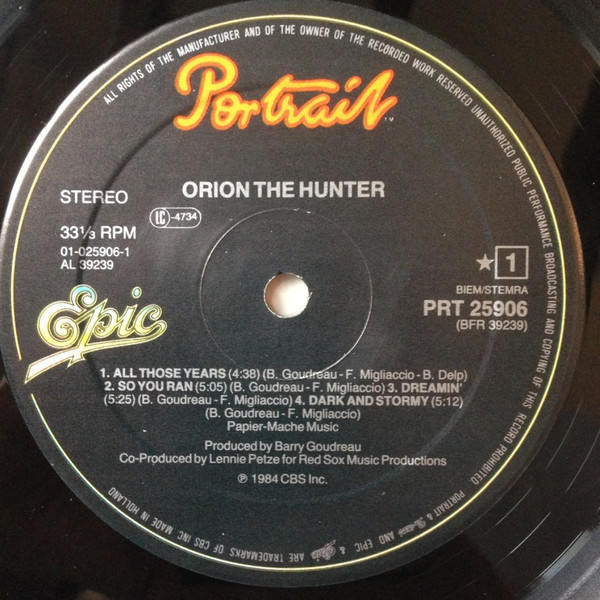 ALL RIGHTS OF THE MANUFACTURER AND OF THE OWNER OF THE RECORDED WORK RESERVED UNAUTHORIZED PUBLIC PERFORMANCE BROADCASTING AND COPYING OF THIS RECORD PROHIBITED
Portrait
TM
ORION THE HUNTER
STEREO
LC-4734
33⅓ RPM
01-025906-1
AL 39239
★1
BIEM/STEMRA
PRT 25906
(BFR 39239)
Epic
1. ALL THOSE YEARS (4:38) (B. Goudreau - F. Migliaccio - B. Delp)
2. SO YOU RAN (5:05) (B. Goudreau - F. Migliaccio) 3. DREAMIN'
(5:25) (B. Goudreau - F. Migliaccio) 4. DARK AND STORMY (5:12)
(B. Goudreau - F. Migliaccio)
Papier-Mache Music
Produced by Barry Goudreau
Co-Produced by Lennie Petze for Red Sox Music Productions
℗ 1984 CBS Inc.
PORTRAIT & Portrait AND EPIC & Epic ARE TRADEMARKS OF CBS INC MADE IN HOLLAND